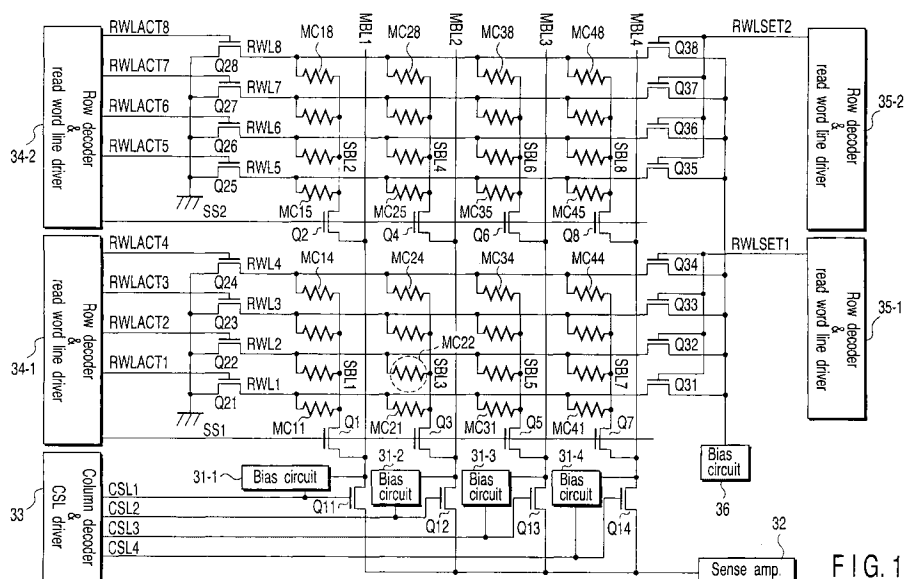 MC18
MC28
MC38
MC48
MBL1
MBL2
MBL3
MBL4
RWLACT8
RWL8
Q28
Q38
RWLSET2
RWLACT7
RWL7
Q27
Q37
RWLACT6
RWL6
Q26
Q36
RWLACT5
RWL5
Q25
Q35
SBL2
SBL4
SBL6
SBL8
34-2
Row decoder
&
read word line driver
35-2
Row decoder
&
read word line driver
MC15
MC25
MC35
MC45
SS2
Q2
Q4
Q6
Q8
RWLACT4
RWL4
Q24
MC14
MC24
MC34
MC44
Q34
RWLSET1
RWLACT3
RWL3
Q23
Q33
RWLACT2
RWL2
Q22
MC22
Q32
RWLACT1
RWL1
Q21
Q31
SBL1
SBL3
SBL5
SBL7
34-1
Row decoder
&
read word line driver
35-1
Row decoder
&
read word line driver
SS1
MC11
MC21
MC31
MC41
Q1
Q3
Q5
Q7
31-1
Bias circuit
31-2
Bias circuit
31-3
Bias circuit
31-4
Bias circuit
Bias circuit
36
33
Column decoder
&
CSL driver
CSL1
CSL2
CSL3
CSL4
Q11
Q12
Q13
Q14
32
Sense amp.
FIG. 1